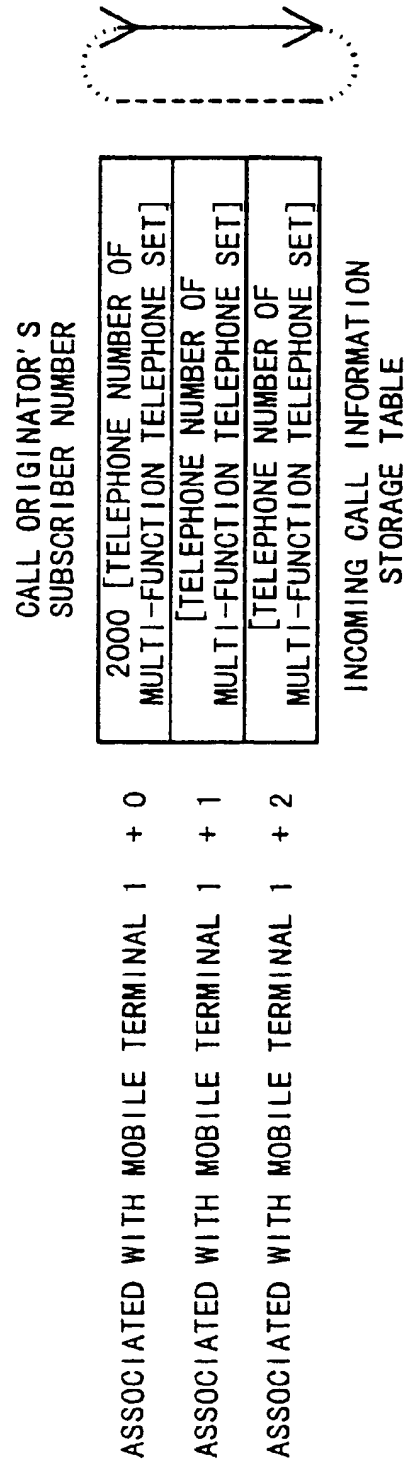 CALL ORIGINATOR'S
SUBSCRIBER NUMBER
ASSOCIATED WITH MOBILE TERMINAL 1 + 0
2000 [TELEPHONE NUMBER OF
MULTI-FUNCTION TELEPHONE SET]
ASSOCIATED WITH MOBILE TERMINAL 1 + 1
[TELEPHONE NUMBER OF
MULTI-FUNCTION TELEPHONE SET]
ASSOCIATED WITH MOBILE TERMINAL 1 + 2
[TELEPHONE NUMBER OF
MULTI-FUNCTION TELEPHONE SET]
INCOMING CALL INFORMATION
STORAGE TABLE